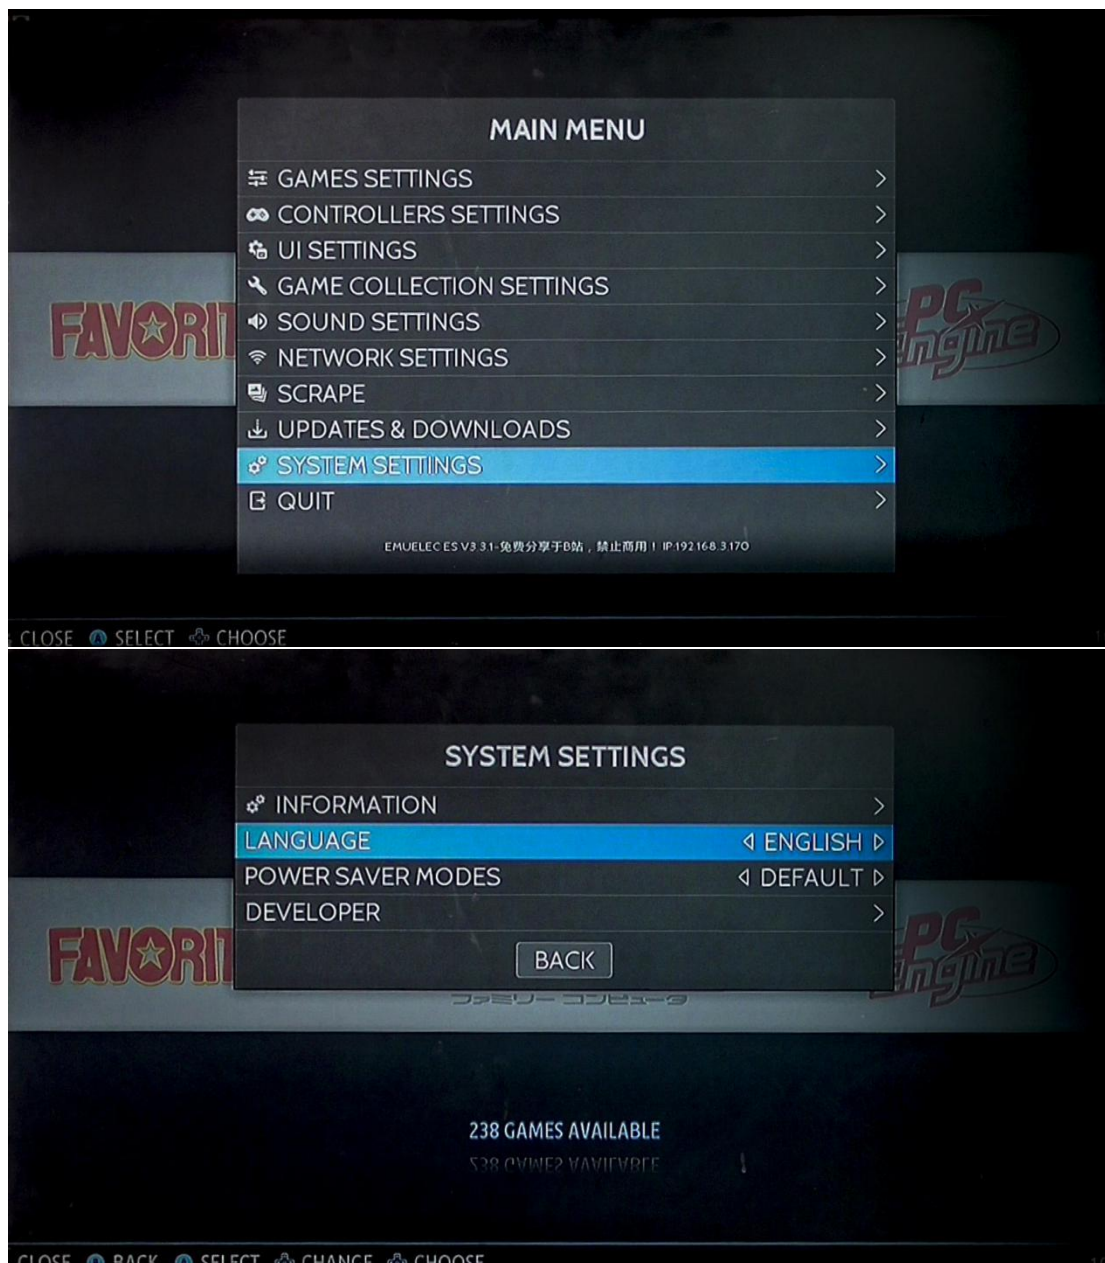 MAIN MENU
GAMES SETTINGS
CONTROLLERS SETTINGS
UI SETTINGS
GAME COLLECTION SETTINGS
SOUND SETTINGS
NETWORK SETTINGS
SCRAPE
UPDATES & DOWNLOADS
SYSTEM SETTINGS
QUIT
EMUELEC ES V3.3.1-免费分享于B站，禁止商用！ IP:192.168.3.170
FAVORIT
PC Engine
CLOSE SELECT CHOOSE
SYSTEM SETTINGS
INFORMATION
LANGUAGE ENGLISH
POWER SAVER MODES DEFAULT
DEVELOPER
BACK
FAVORIT
PC Engine
ファミリー コンピュータ
238 GAMES AVAILABLE
CLOSE BACK SELECT CHANGE CHOOSE